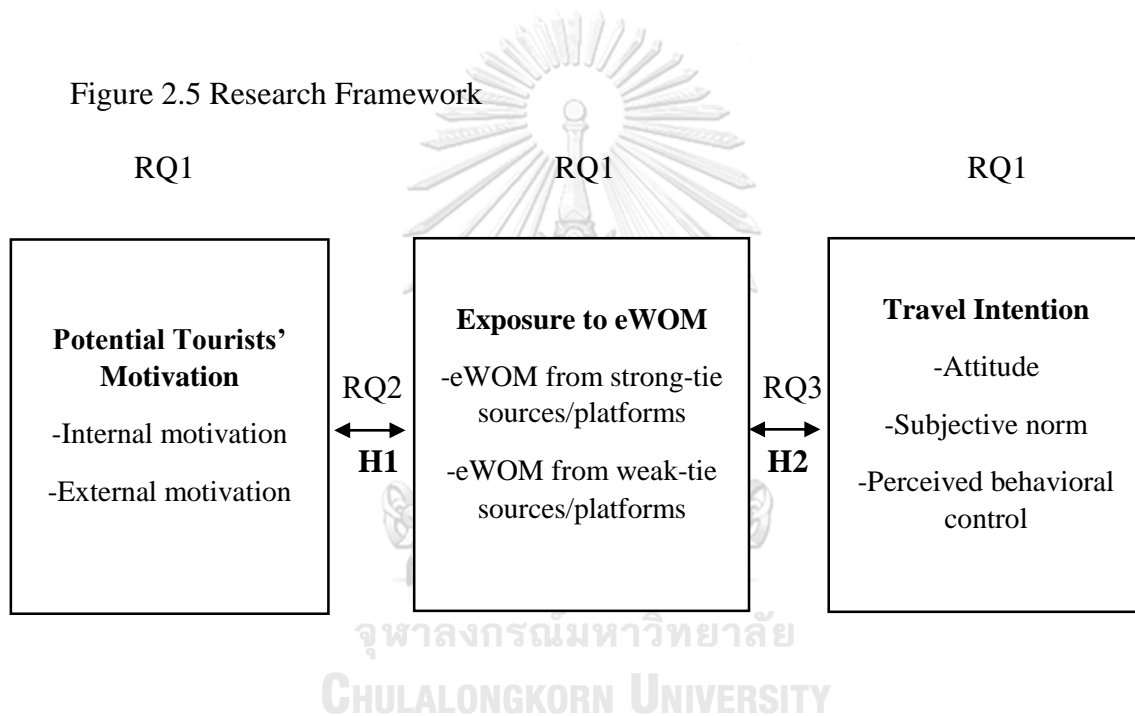 Figure 2.5 Research Framework
RQ1
RQ1
RQ1
Potential Tourists’
Motivation
-Internal motivation
-External motivation
RQ2
H1
Exposure to eWOM
-eWOM from strong-tie
sources/platforms
-eWOM from weak-tie
sources/platforms
RQ3
H2
Travel Intention
-Attitude
-Subjective norm
-Perceived behavioral
control
จุฬาลงกรณ์มหาวิทยาลัย
CHULALONGKORN UNIVERSITY